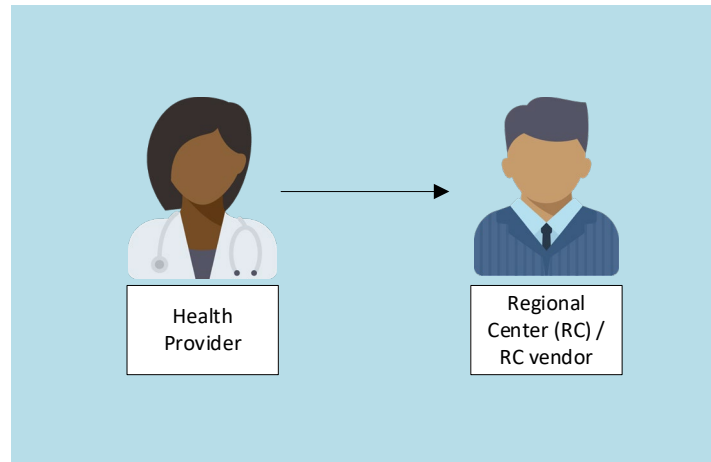 Health
Provider
Regional
Center (RC) /
RC vendor